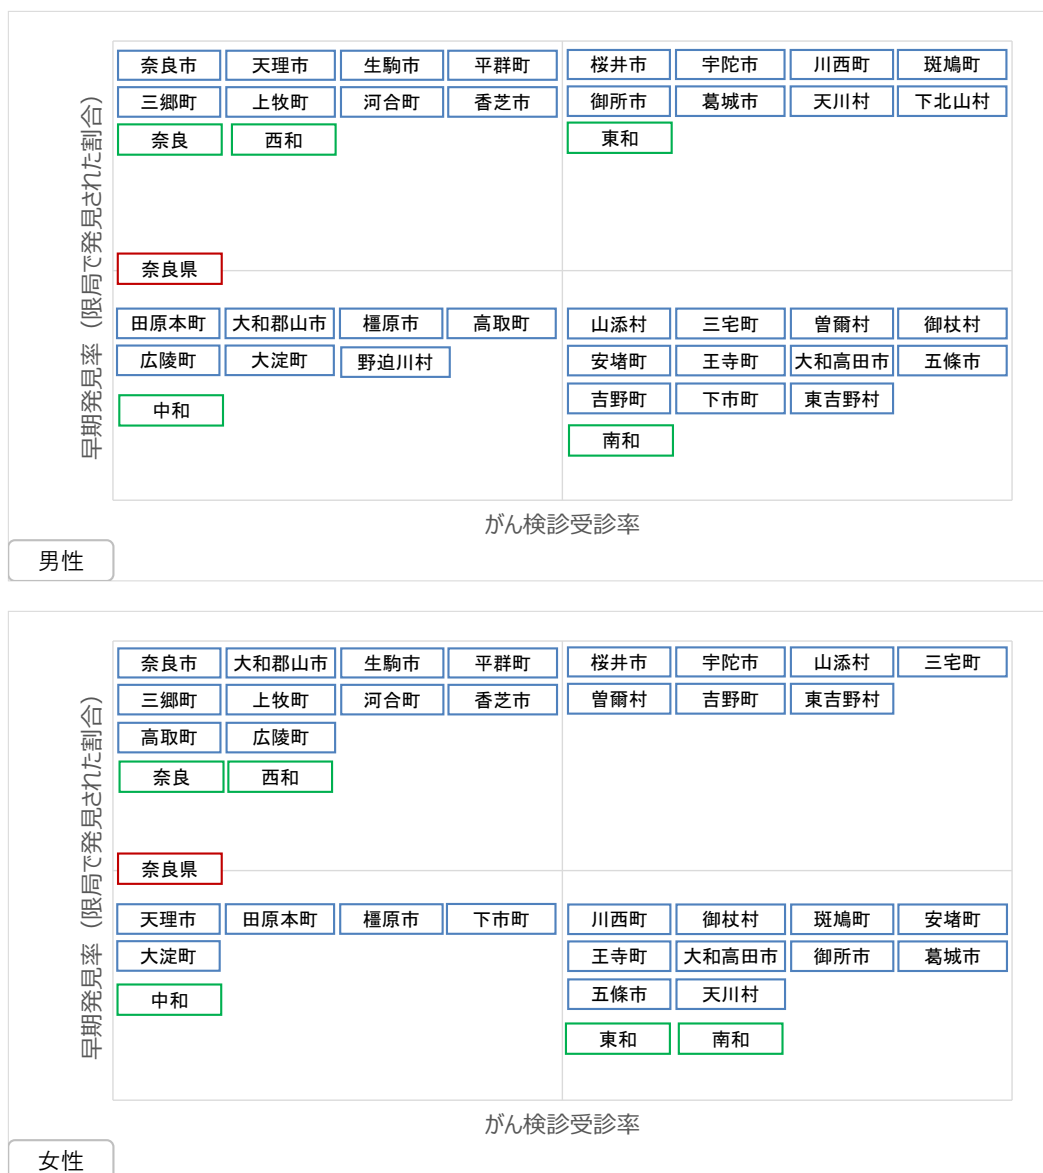 奈良市 天理市 生駒市 平群町 桜井市 宇陀市 川西町 斑鳩町
三郷町 上牧町 河合町 香芝市 御所市 葛城市 天川村 下北山村
奈良 西和 東和
奈良県
田原本町 大和郡山市 橿原市 高取町 山添村 三宅町 曽爾村 御杖村
広陵町 大淀町 野迫川村 安堵町 王寺町 大和高田市 五條市
吉野町 下市町 東吉野村
中和 南和
早期発見率（限局で発見された割合）
がん検診受診率
男性
奈良市 大和郡山市 生駒市 平群町 桜井市 宇陀市 山添村 三宅町
三郷町 上牧町 河合町 香芝市 曽爾村 吉野町 東吉野村
高取町 広陵町
奈良 西和
奈良県
天理市 田原本町 橿原市 下市町 川西町 御杖村 斑鳩町 安堵町
大淀町 王寺町 大和高田市 御所市 葛城市
中和 五條市 天川村
東和 南和
早期発見率（限局で発見された割合）
がん検診受診率
女性